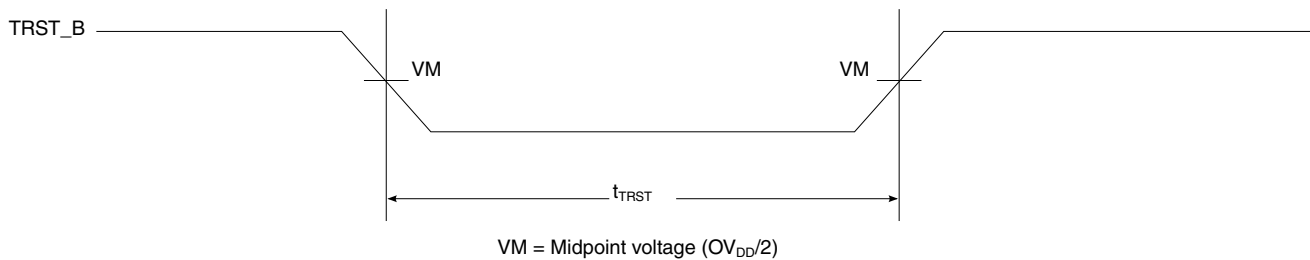 TRST_B
VM
VM
tTRST
VM = Midpoint voltage (OVDD/2)